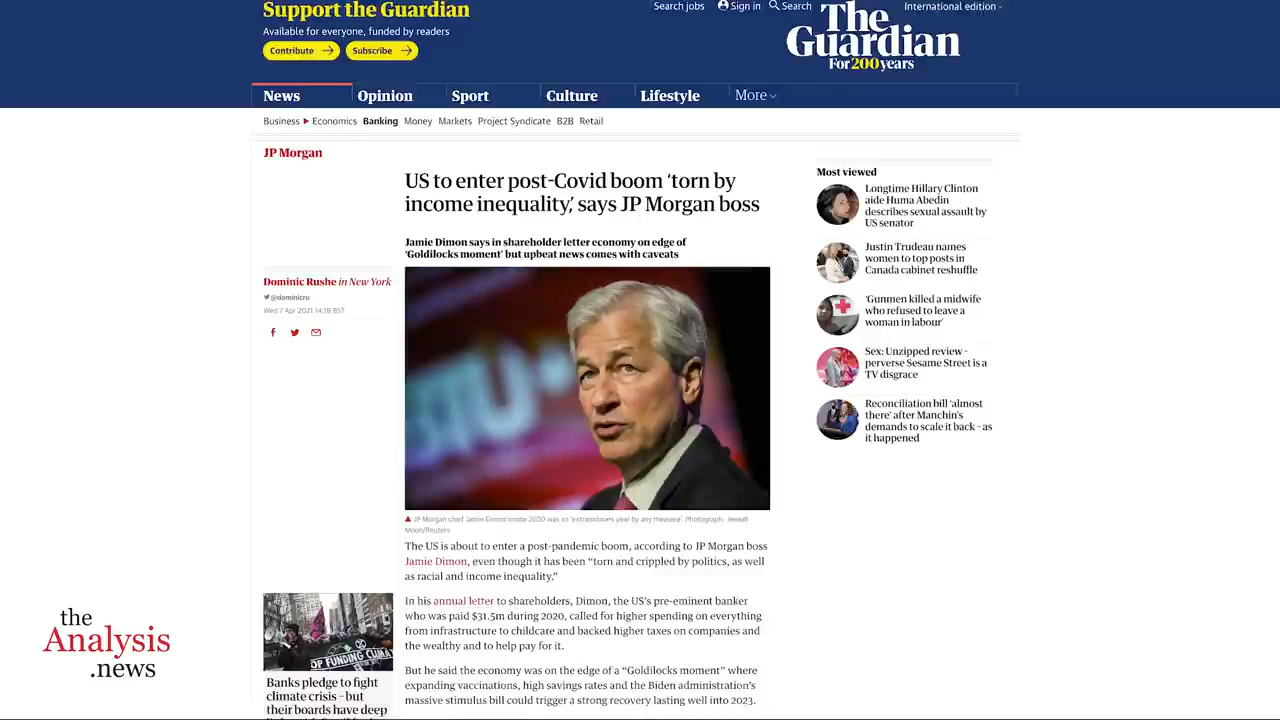 Support the Guardian
Available for everyone, funded by readers
Contribute →
Subscribe →
Search jobs
Sign in
Search
International edition
The
Guardian
For 200 years
News
Opinion
Sport
Culture
Lifestyle
More
Business
Economics
Banking
Money
Markets
Project Syndicate
B2B
Retail
JP Morgan
US to enter post-Covid boom ‘torn by
income inequality’, says JP Morgan boss
Jamie Dimon says in shareholder letter economy on edge of
‘Goldilocks moment’ but upbeat news comes with caveats
Dominic Rushe in New York
@dominicru
Wed 7 Apr 2021 14.18 BST
JP Morgan chief Jamie Dimon wrote 2020 was an ‘extraordinary year by any measure’. Photograph: Jeenah
Moon/Reuters
The US is about to enter a post-pandemic boom, according to JP Morgan boss
Jamie Dimon, even though it has been “torn and crippled by politics, as well
as racial and income inequality.”
In his annual letter to shareholders, Dimon, the US’s pre-eminent banker
who was paid $31.5m during 2020, called for higher spending on everything
from infrastructure to childcare and backed higher taxes on companies and
the wealthy and to help pay for it.
But he said the economy was on the edge of a “Goldilocks moment” where
expanding vaccinations, high savings rates and the Biden administration’s
massive stimulus bill could trigger a strong recovery lasting well into 2023.
Most viewed
Longtime Hillary Clinton
aide Huma Abedin
describes sexual assault by
US senator
Justin Trudeau names
women to top posts in
Canada cabinet reshuffle
‘Gunmen killed a midwife
who refused to leave a
woman in labour’
Sex: Unzipped review –
perverse Sesame Street is a
TV disgrace
Reconciliation bill ‘almost
there’ after Manchin’s
demands to scale it back – as
it happened
OP FUNDING CLIMA
Banks pledge to fight
climate crisis – but
their boards have deep
the
Analysis
.news